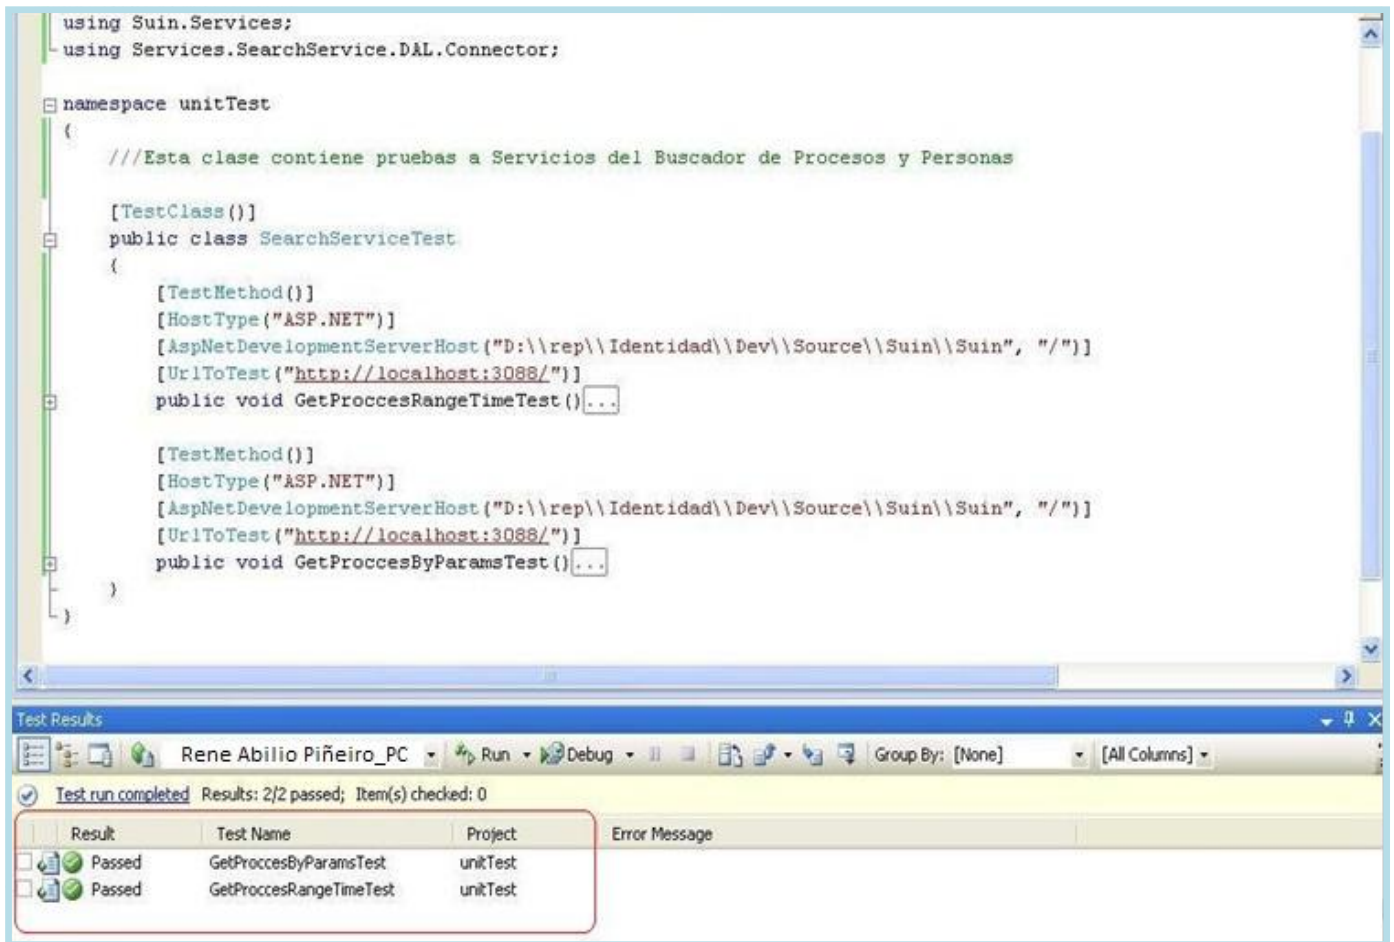 using Suin.Services;
using Services.SearchService.DAL.Connector;
namespace unitTest
{
///Esta clase contiene pruebas a Servicios del Buscador de Procesos y Personas
[TestClass()]
public class SearchServiceTest
{
[TestMethod()]
[HostType("ASP.NET")]
[AspNetDevelopmentServerHost("D:\\rep\\Identidad\\Dev\\Source\\Suin\\Suin", "/")]
[UrlToTest("http://localhost:3088/")]
public void GetProccesRangeTimeTest()...
[TestMethod()]
[HostType("ASP.NET")]
[AspNetDevelopmentServerHost("D:\\rep\\Identidad\\Dev\\Source\\Suin\\Suin", "/")]
[UrlToTest("http://localhost:3088/")]
public void GetProccesByParamsTest()...
}
}
Test Results
Rene Abilio Piñeiro_PC Run Debug Group By: [None] [All Columns]
Test run completed Results: 2/2 passed; Item(s) checked: 0
Result Test Name Project Error Message
Passed GetProccesByParamsTest unitTest
Passed GetProccesRangeTimeTest unitTest